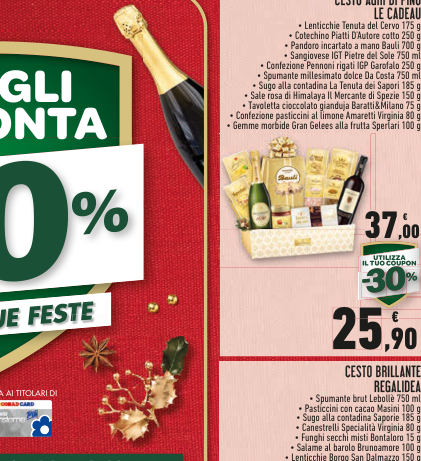 GLI
ONTA
0%
UE FESTE
A AI TITOLARI DI
CONAD CARD
insieme
CESTO AGRI DI PINO
LE CADEAU
• Lenticchie Tenuta del Cervo 175 g
• Cotechino Piatti D'Autore cotto 250 g
• Pandoro incartato a mano Bauli 700 g
• Sangiovese IGT Pietre del Sole 750 ml
• Confezione Pennoni rigati IGP Garofalo 250 g
• Spumante millesimato dolce Da Costa 750 ml
• Sugo alla contadina La Tenuta dei Sapori 185 g
• Sale rosa di Himalaya Il Mercante di Spezie 150 g
• Tavoletta cioccolato gianduja Baratti&Milano 75 g
• Confezione pasticcini al limone Amaretti Virginia 80 g
• Gemme morbide Gran Gelees alla frutta Sperlari 100 g
Bauli
37,00 €
UTILIZZA
IL TUO COUPON
-30%
25,90 €
CESTO BRILLANTE
REGALIDEA
• Spumante brut Lebollè 750 ml
• Pasticcini con cacao Masini 100 g
• Sugo alla contadina Saporie 185 g
• Canestrelli Specialità Virginia 80 g
• Funghi secchi misti Bontaloro 15 g
• Salame al barolo Brunoamore 100 g
• Lenticchie Borgo San Dalmazzo 150 g